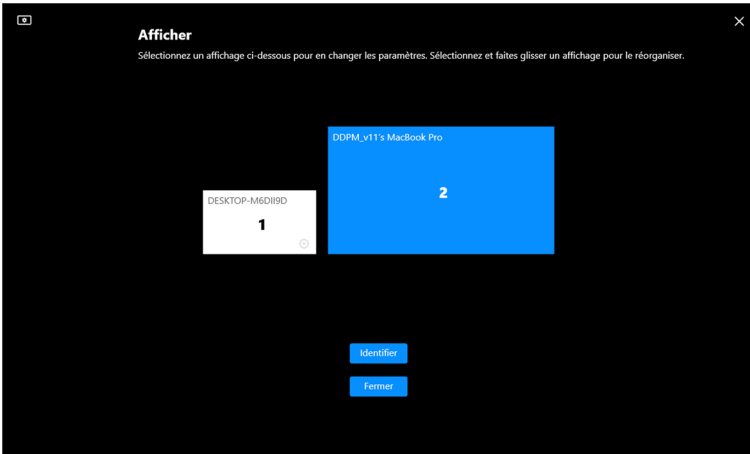 Afficher
Sélectionnez un affichage ci-dessous pour en changer les paramètres. Sélectionnez et faites glisser un affichage pour le réorganiser.
DDPM_v11's MacBook Pro
2
DESKTOP-M6DII9D
1
Identifier
Fermer